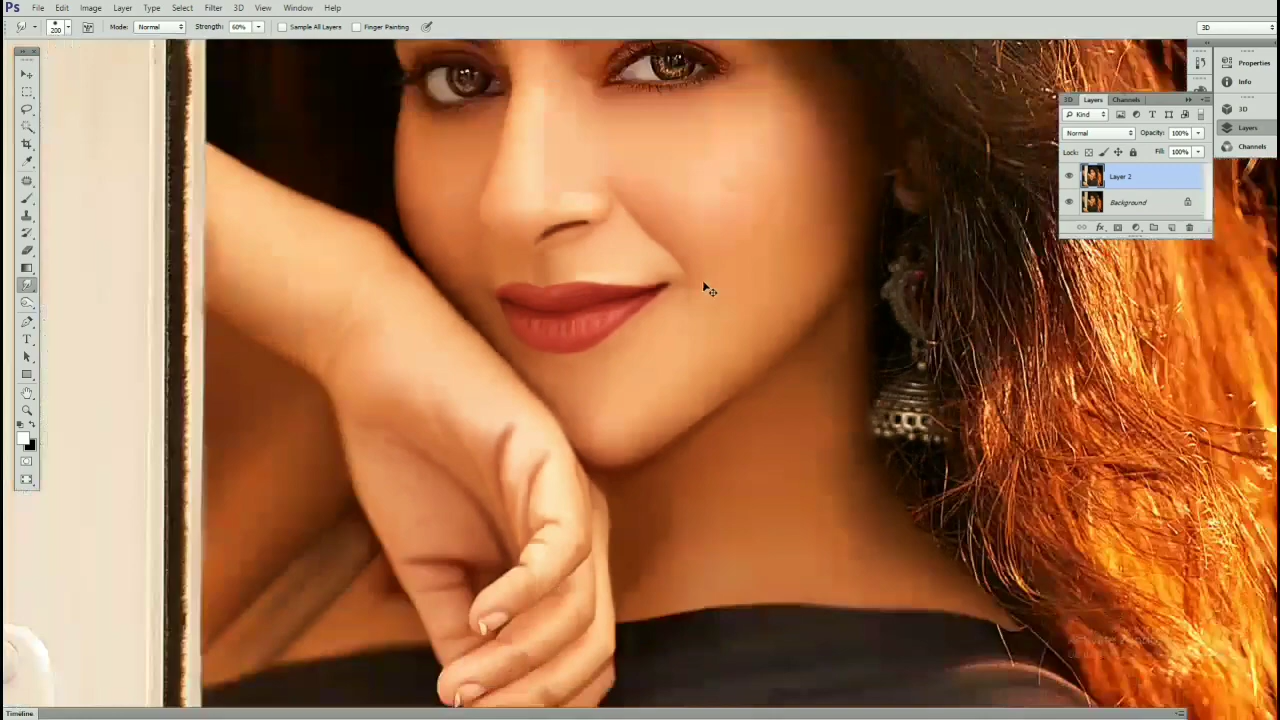 Ps File Edit Image Layer Type Select Filter 3D View Window Help
200 Mode: Normal Strength: 60% Sample All Layers Finger Painting 3D
Properties
Info
3D
Layers
Channels
3D Layers Channels
Kind
Normal Opacity: 100%
Lock: Fill: 100%
Layer 2
Background
Timeline